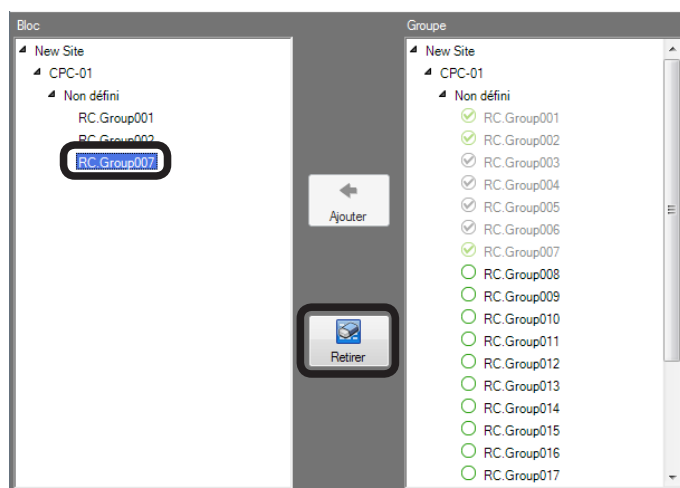 Bloc
New Site
CPC-01
Non défini
RC.Group001
RC.Group002
RC.Group007
Ajouter
Retirer
Groupe
New Site
CPC-01
Non défini
RC.Group001
RC.Group002
RC.Group003
RC.Group004
RC.Group005
RC.Group006
RC.Group007
RC.Group008
RC.Group009
RC.Group010
RC.Group011
RC.Group012
RC.Group013
RC.Group014
RC.Group015
RC.Group016
RC.Group017